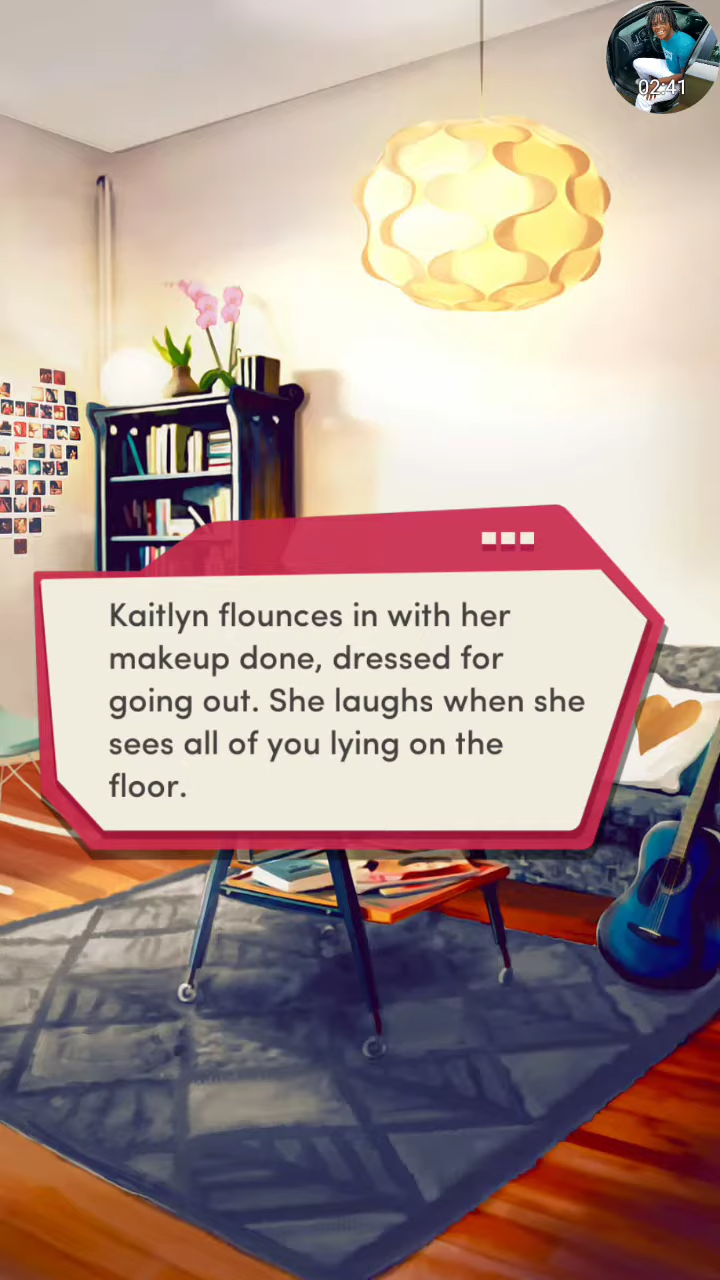 02:41
Kaitlyn flounces in with her
makeup done, dressed for
going out. She laughs when she
sees all of you lying on the
floor.